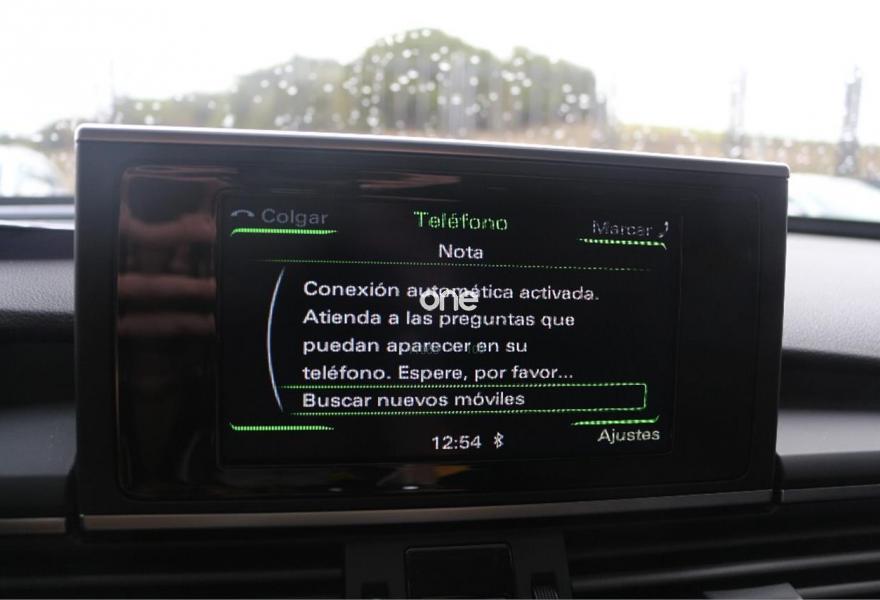 Colgar
Teléfono
Marcar
Nota
Conexión automática activada.
Atienda a las preguntas que
puedan aparecer en su
teléfono. Espere, por favor...
Buscar nuevos móviles
12:54
Ajustes
one